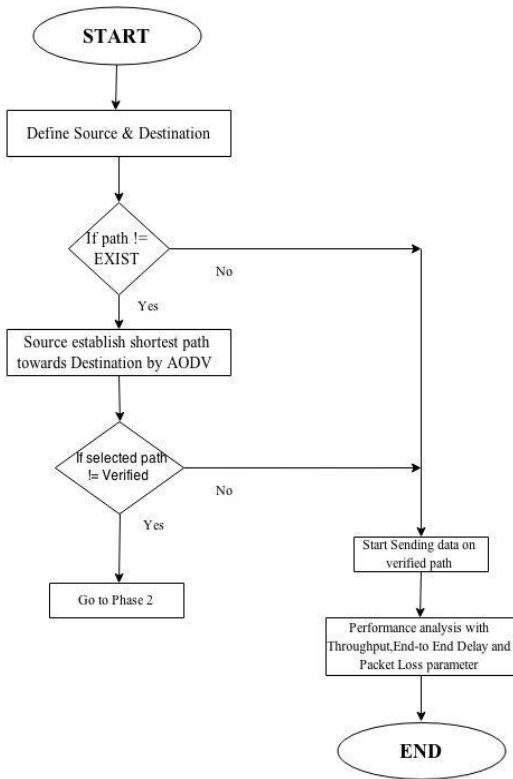 START
Define Source & Destination
If path !=
EXIST
No
Yes
Source establish shortest path
towards Destination by AODV
If selected path
!= Verified
No
Yes
Go to Phase 2
Start Sending data on
verified path
Performance analysis with
Throughput,End-to End Delay and
Packet Loss parameter
END